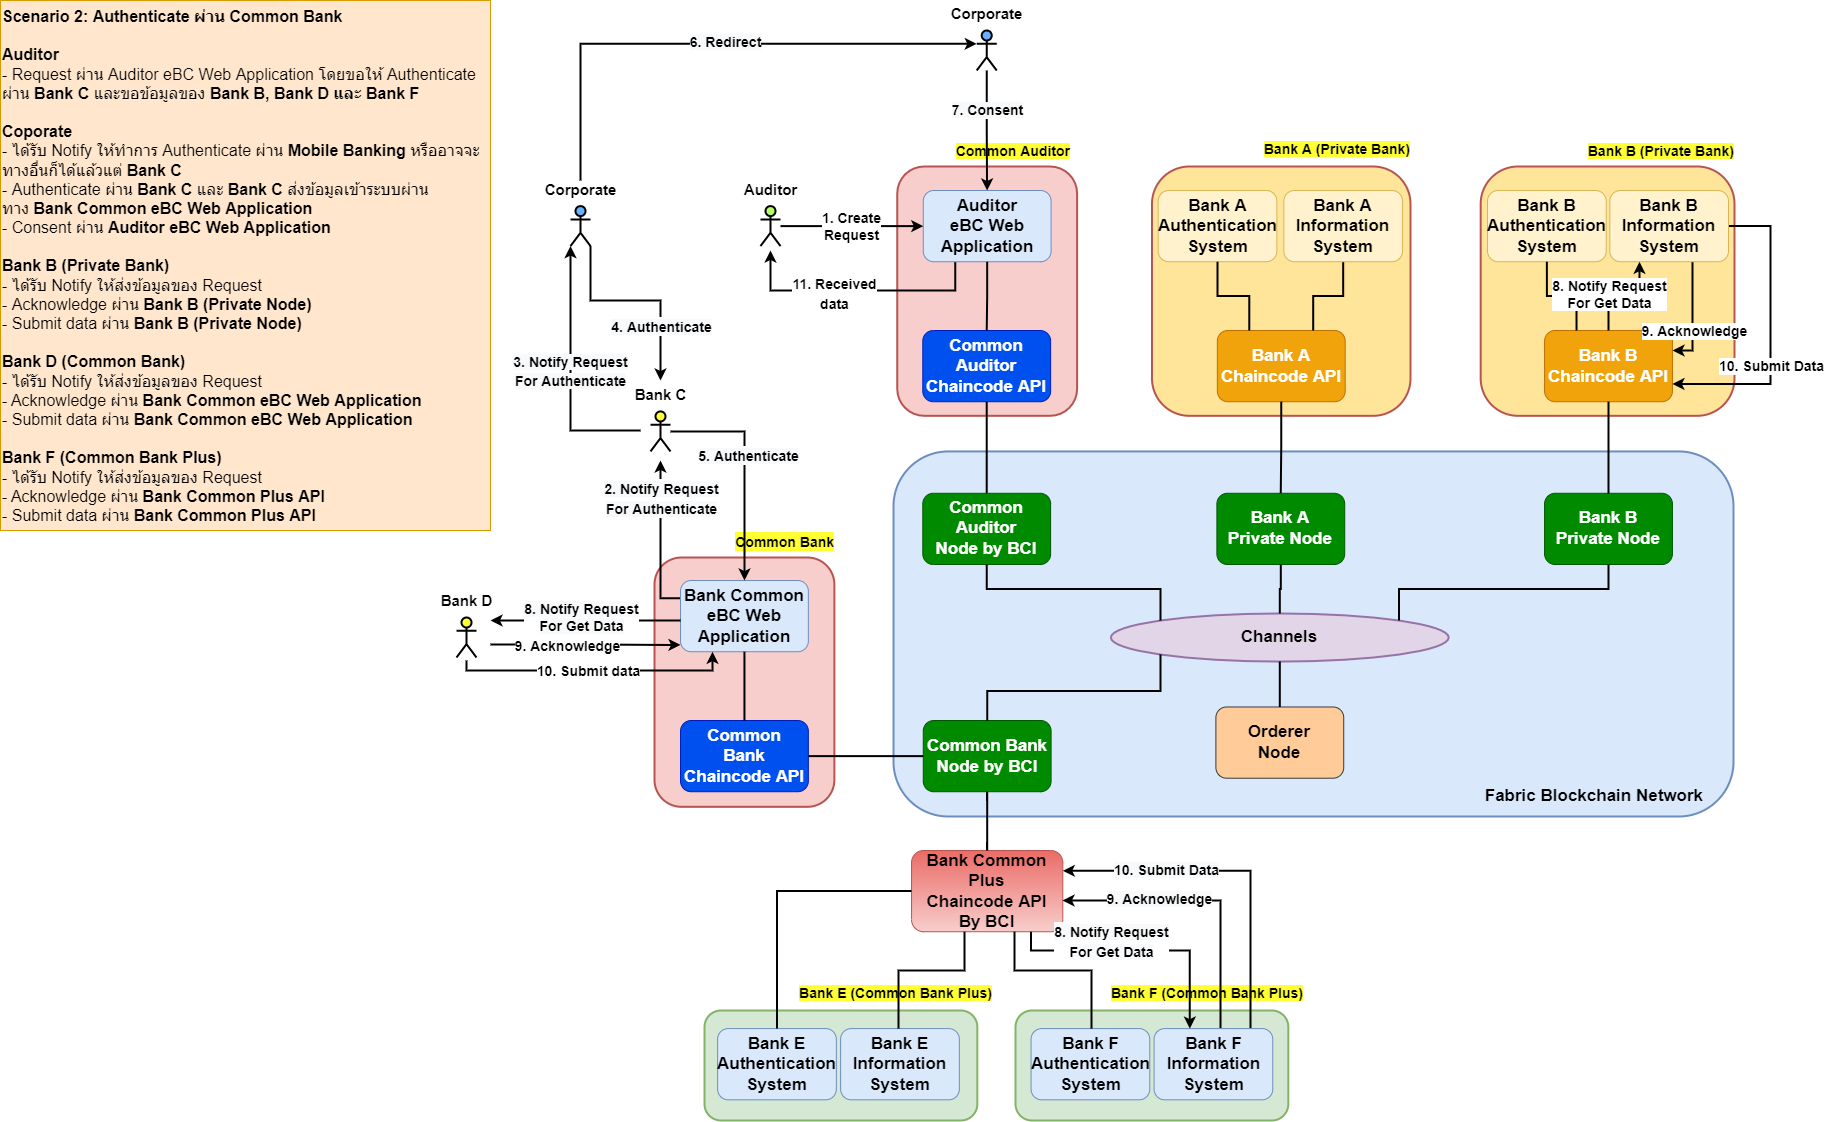 Scenario 2: Authenticate ผ่าน Common Bank
Auditor
- Request ผ่าน Auditor eBC Web Application โดยขอให้ Authenticate
ผ่าน Bank C และขอข้อมูลของ Bank B, Bank D และ Bank F
Coporate
- ได้รับ Notify ให้ทำการ Authenticate ผ่าน Mobile Banking หรืออาจจะ
ทางอื่นก็ได้แล้วแต่ Bank C
- Authenticate ผ่าน Bank C และ Bank C ส่งข้อมูลเข้าระบบผ่าน
ทาง Bank Common eBC Web Application
- Consent ผ่าน Auditor eBC Web Application
Bank B (Private Bank)
- ได้รับ Notify ให้ส่งข้อมูลของ Request
- Acknowledge ผ่าน Bank B (Private Node)
- Submit data ผ่าน Bank B (Private Node)
Bank D (Common Bank)
- ได้รับ Notify ให้ส่งข้อมูลของ Request
- Acknowledge ผ่าน Bank Common eBC Web Application
- Submit data ผ่าน Bank Common eBC Web Application
Bank F (Common Bank Plus)
- ได้รับ Notify ให้ส่งข้อมูลของ Request
- Acknowledge ผ่าน Bank Common Plus API
- Submit data ผ่าน Bank Common Plus API
Corporate
6. Redirect
7. Consent
Common Auditor
Bank A (Private Bank)
Bank B (Private Bank)
Corporate
Auditor
1. Create
Request
11. Received
data
Auditor
eBC Web
Application
Bank A
Authentication
System
Bank A
Information
System
Bank B
Authentication
System
Bank B
Information
System
8. Notify Request
For Get Data
9. Acknowledge
10. Submit Data
4. Authenticate
3. Notify Request
For Authenticate
Common
Auditor
Chaincode API
Bank A
Chaincode API
Bank B
Chaincode API
Bank C
5. Authenticate
2. Notify Request
For Authenticate
Common
Auditor
Node by BCI
Bank A
Private Node
Bank B
Private Node
Common Bank
Bank D
8. Notify Request
For Get Data
9. Acknowledge
10. Submit data
Bank Common
eBC Web
Application
Channels
Common
Bank
Chaincode API
Common Bank
Node by BCI
Orderer
Node
Fabric Blockchain Network
Bank Common
Plus
Chaincode API
By BCI
10. Submit Data
9. Acknowledge
8. Notify Request
For Get Data
Bank E (Common Bank Plus)
Bank F (Common Bank Plus)
Bank E
Authentication
System
Bank E
Information
System
Bank F
Authentication
System
Bank F
Information
System